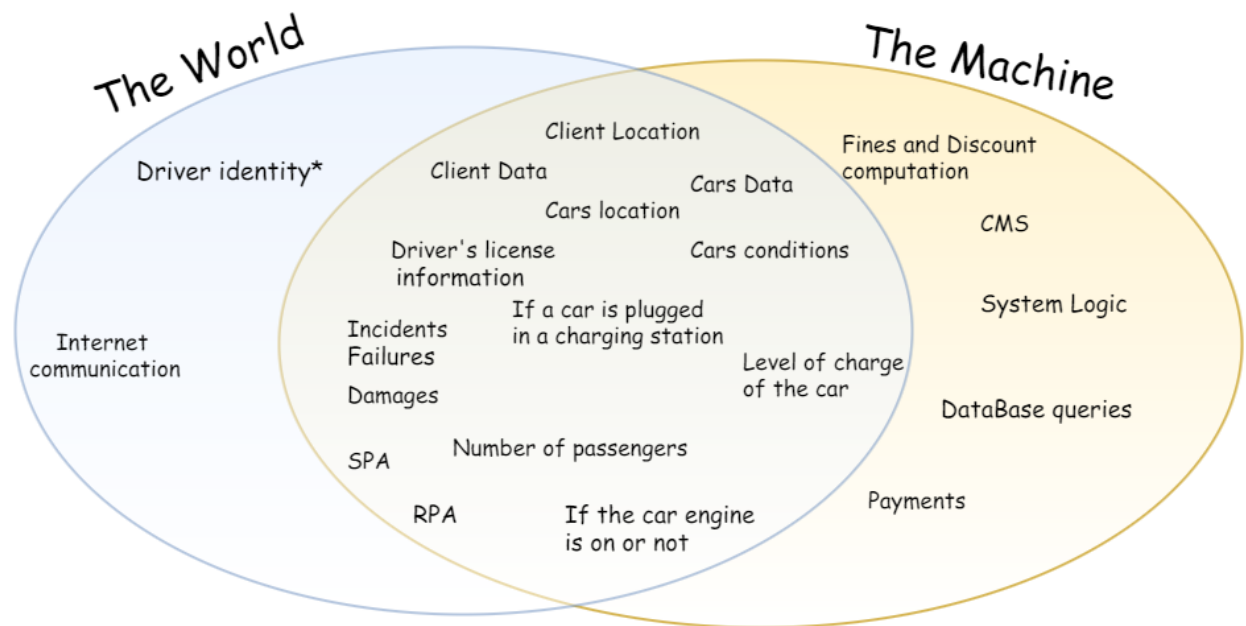 The World
The Machine
Client Location
Fines and Discount
computation
Driver identity*
Client Data
Cars Data
Cars location
CMS
Driver's license
information
Cars conditions
If a car is plugged
in a charging station
System Logic
Incidents
Failures
Internet
communication
Level of charge
of the car
Damages
DataBase queries
Number of passengers
SPA
Payments
RPA
If the car engine
is on or not